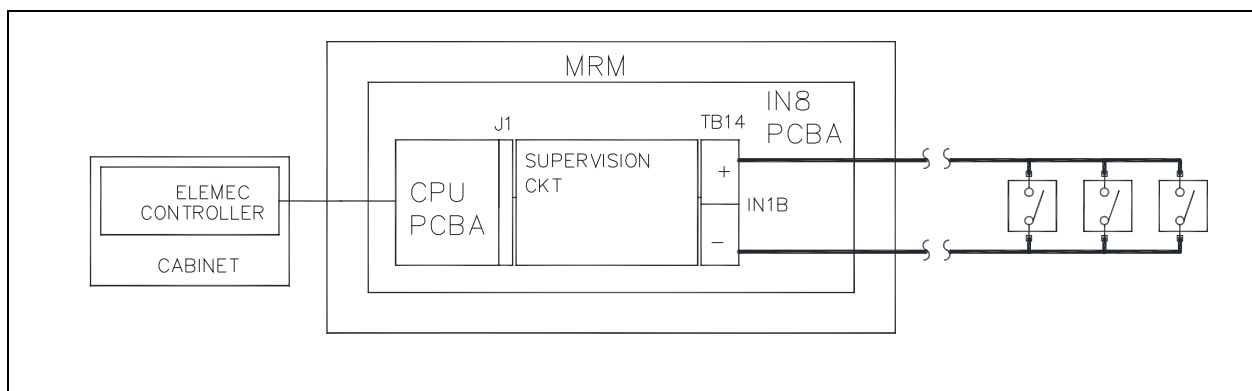 MRM
IN8
PCBA
J1
TB14
SUPERVISION
CKT
+
CPU
PCBA
IN1B
−
ELEMEC
CONTROLLER
CABINET